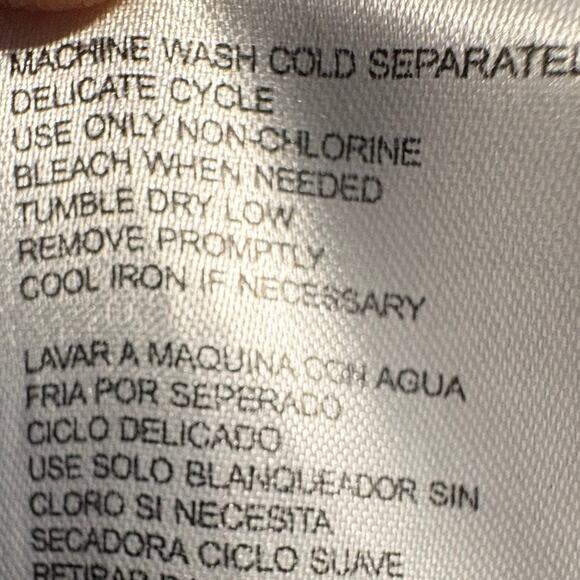 MACHINE WASH COLD SEPARATEL
DELICATE CYCLE
USE ONLY NON-CHLORINE
BLEACH WHEN NEEDED
TUMBLE DRY LOW
REMOVE PROMPTLY
COOL IRON IF NECESSARY
LAVAR A MAQUINA CON AGUA
FRIA POR SEPERADO
CICLO DELICADO
USE SOLO BLANQUEADOR SIN
CLORO SI NECESITA
SECADORA CICLO SUAVE
RETIRAR